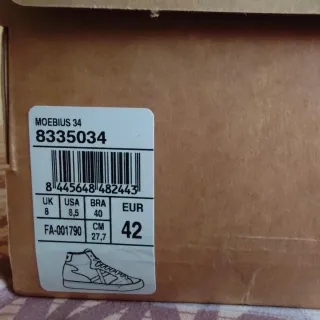 MOEBIUS 34
8335034
8 445648 482443
UK 8 USA 8,5 BRA 40 EUR 42
FA-001790 CM 27,7